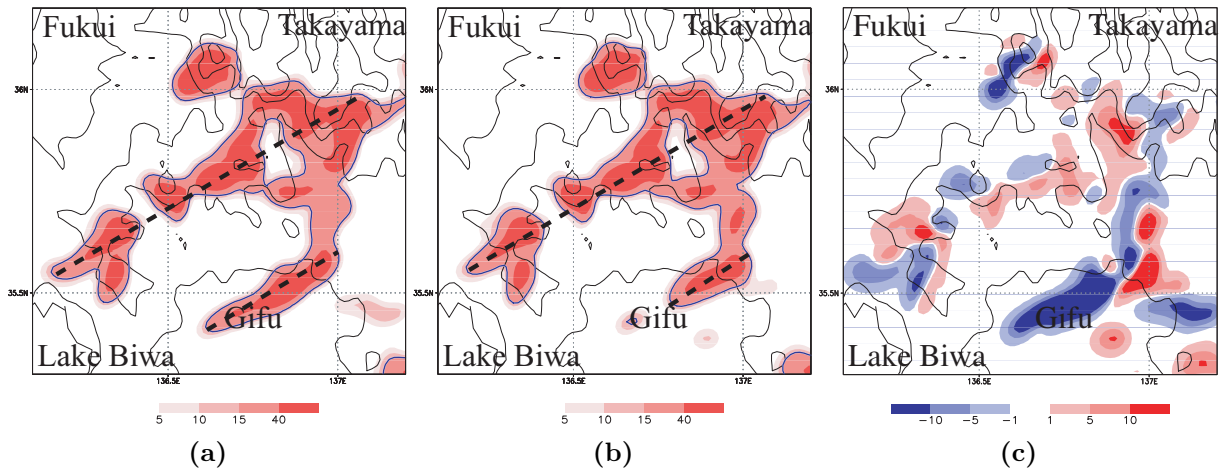 Fukui Takayama
36N
35.5N
Gifu
Lake Biwa
136.5E 137E
5 10 15 40
(a)
Fukui Takayama
36N
35.5N
Gifu
Lake Biwa
136.5E 137E
5 10 15 40
(b)
Fukui Takayama
36N
35.5N
Gifu
Lake Biwa
136.5E 137E
−10 −5 −1 1 5 10
(c)